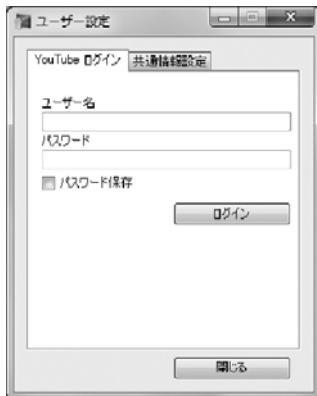 ユーザー設定
YouTube ログイン 共通情報設定
ユーザー名
パスワード
パスワード保存
ログイン
閉じる